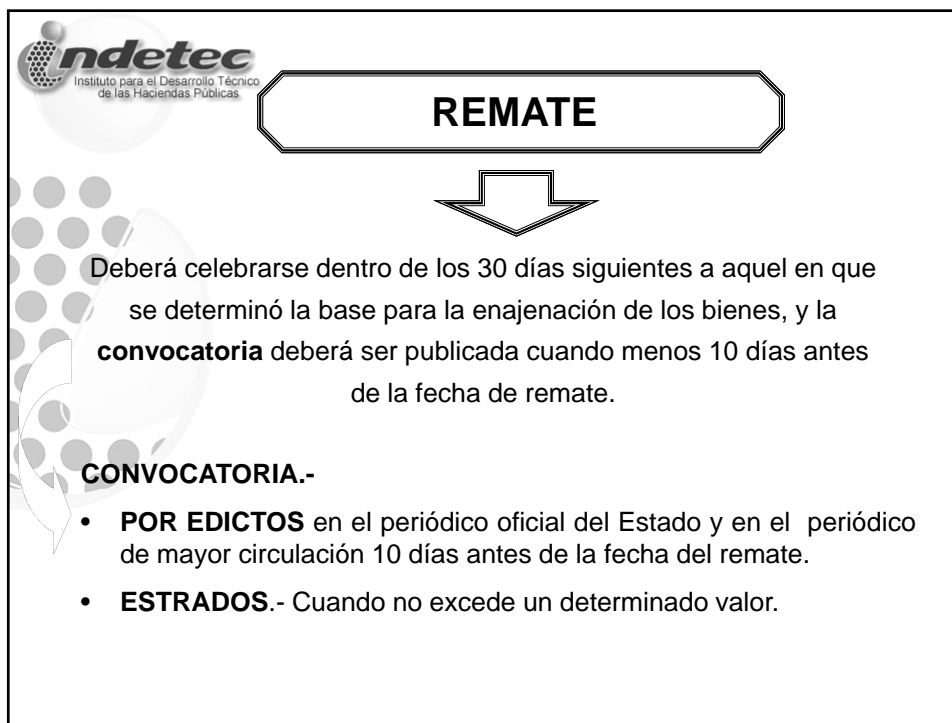 indetec
Instituto para el Desarrollo Técnico
de las Haciendas Públicas
REMATE
Deberá celebrarse dentro de los 30 días siguientes a aquel en que
se determinó la base para la enajenación de los bienes, y la
convocatoria deberá ser publicada cuando menos 10 días antes
de la fecha de remate.
CONVOCATORIA.-
• POR EDICTOS en el periódico oficial del Estado y en el periódico
de mayor circulación 10 días antes de la fecha del remate.
• ESTRADOS.- Cuando no excede un determinado valor.